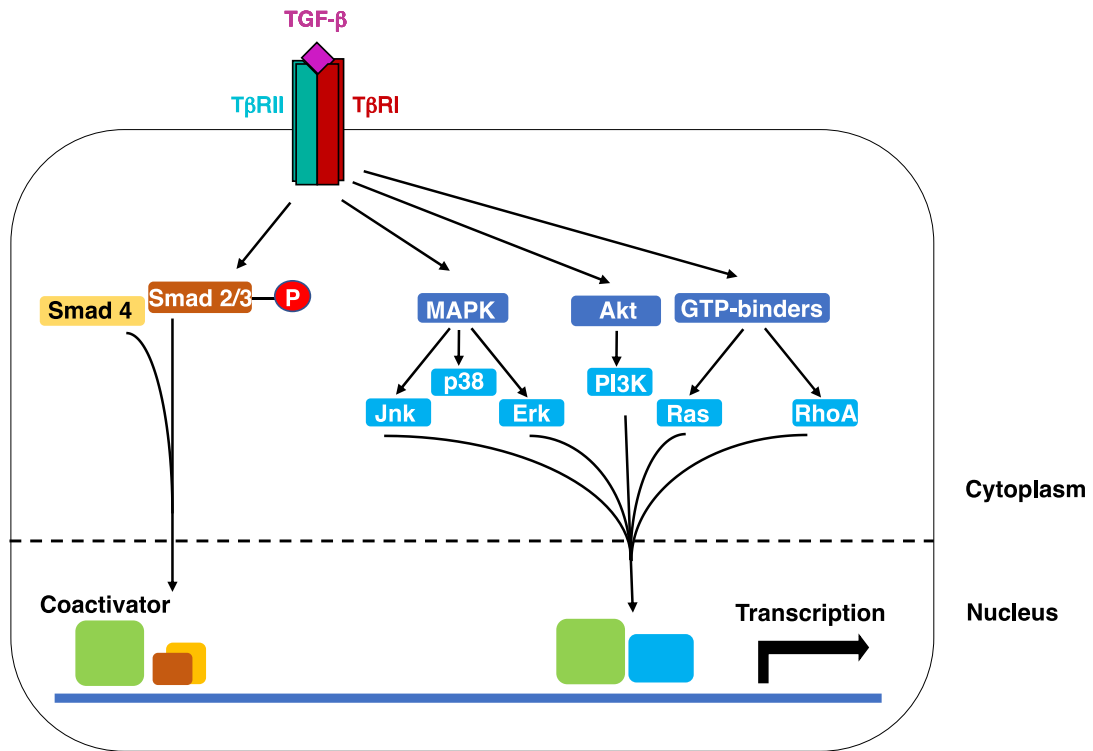 TGF-β
TβRII
TβRI
Smad 4
Smad 2/3
P
MAPK
Akt
GTP-binders
p38
PI3K
Jnk
Erk
Ras
RhoA
Cytoplasm
Coactivator
Transcription
Nucleus